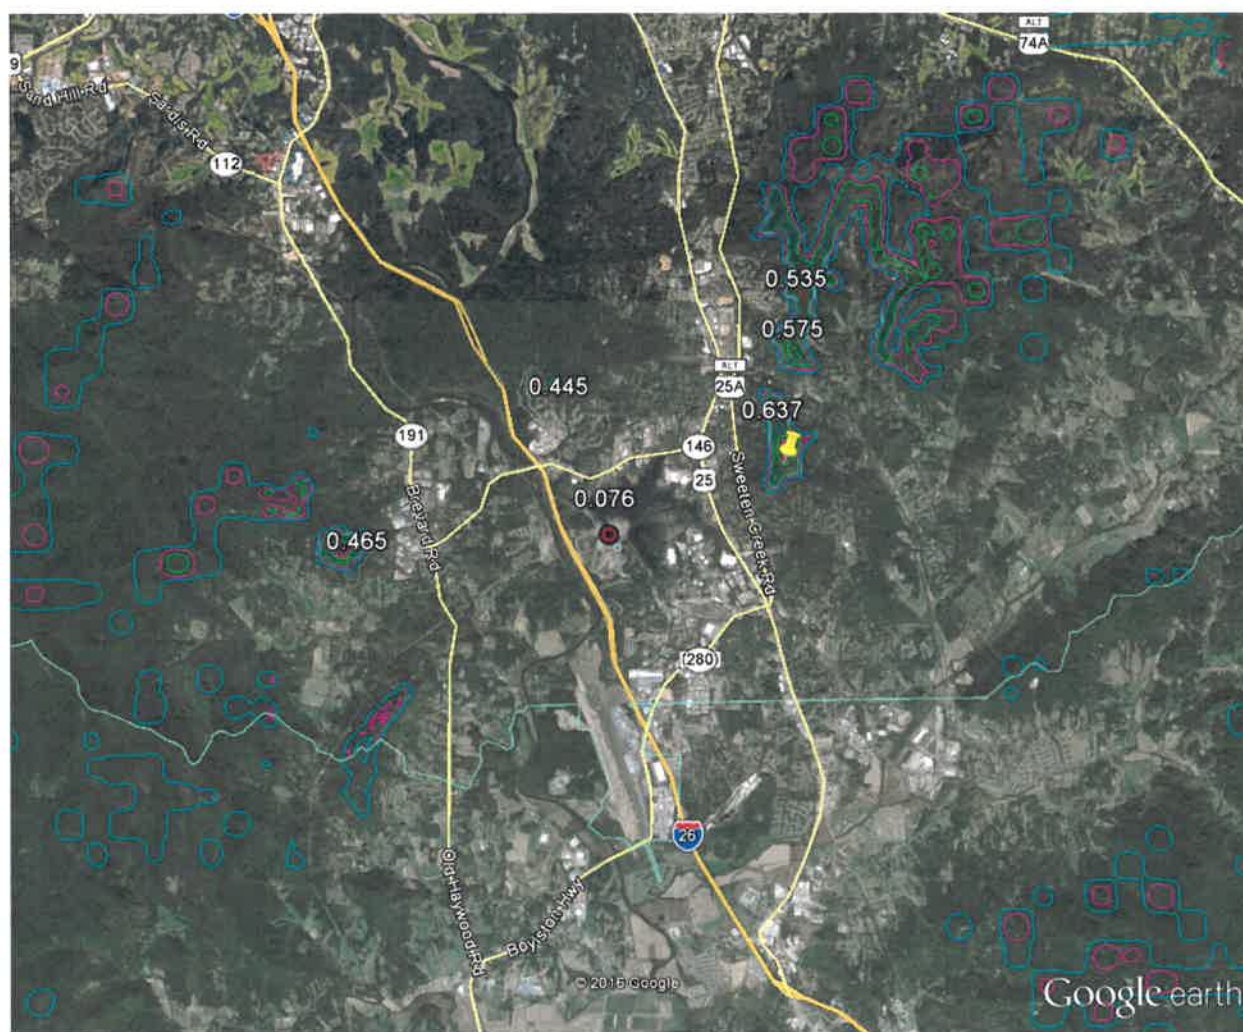 ALT
74A
9
Sand Hill Rd
Sardis Rd
112
0.535
0.575
ALT
25A
0.445
0.637
191
146
25
Sweeten Creek Rd
Brevard Rd
0.076
0.465
[280]
26
Old Haywood Rd
Boylston Hwy
© 2015 Google
Google earth